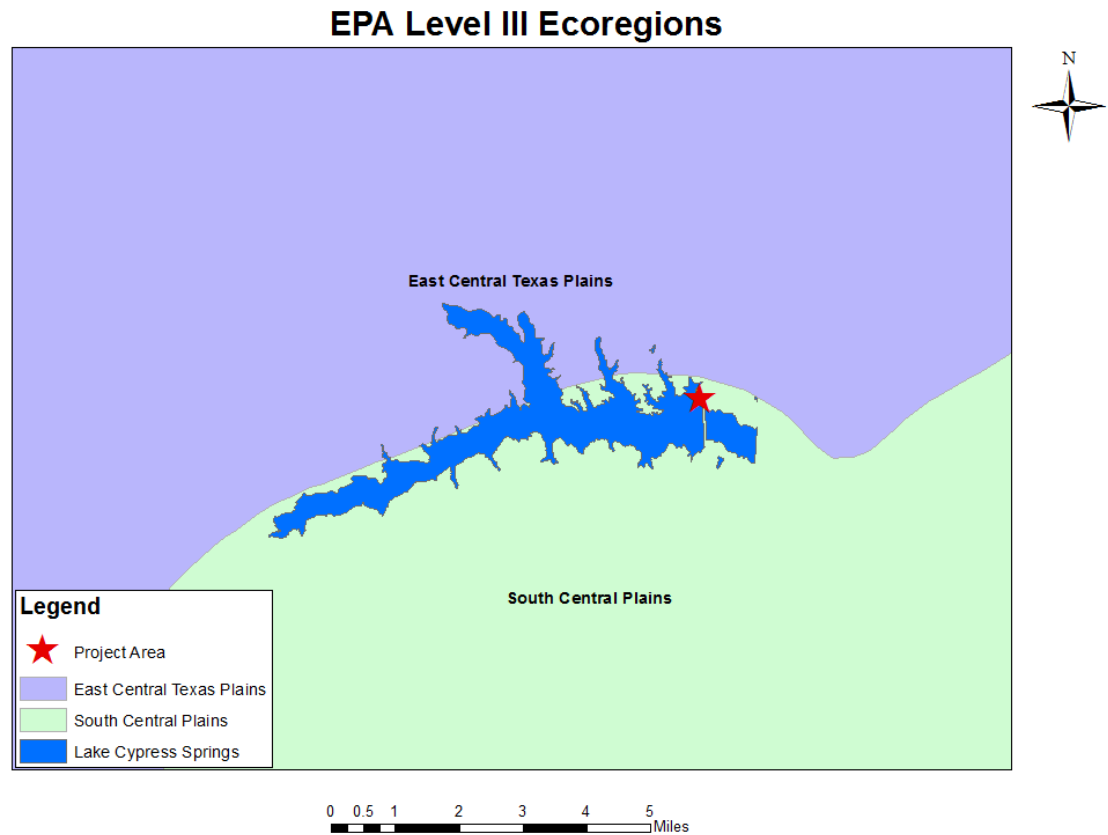 EPA Level III Ecoregions
N
East Central Texas Plains
South Central Plains
Legend
Project Area
East Central Texas Plains
South Central Plains
Lake Cypress Springs
0 0.5 1 2 3 4 5
Miles